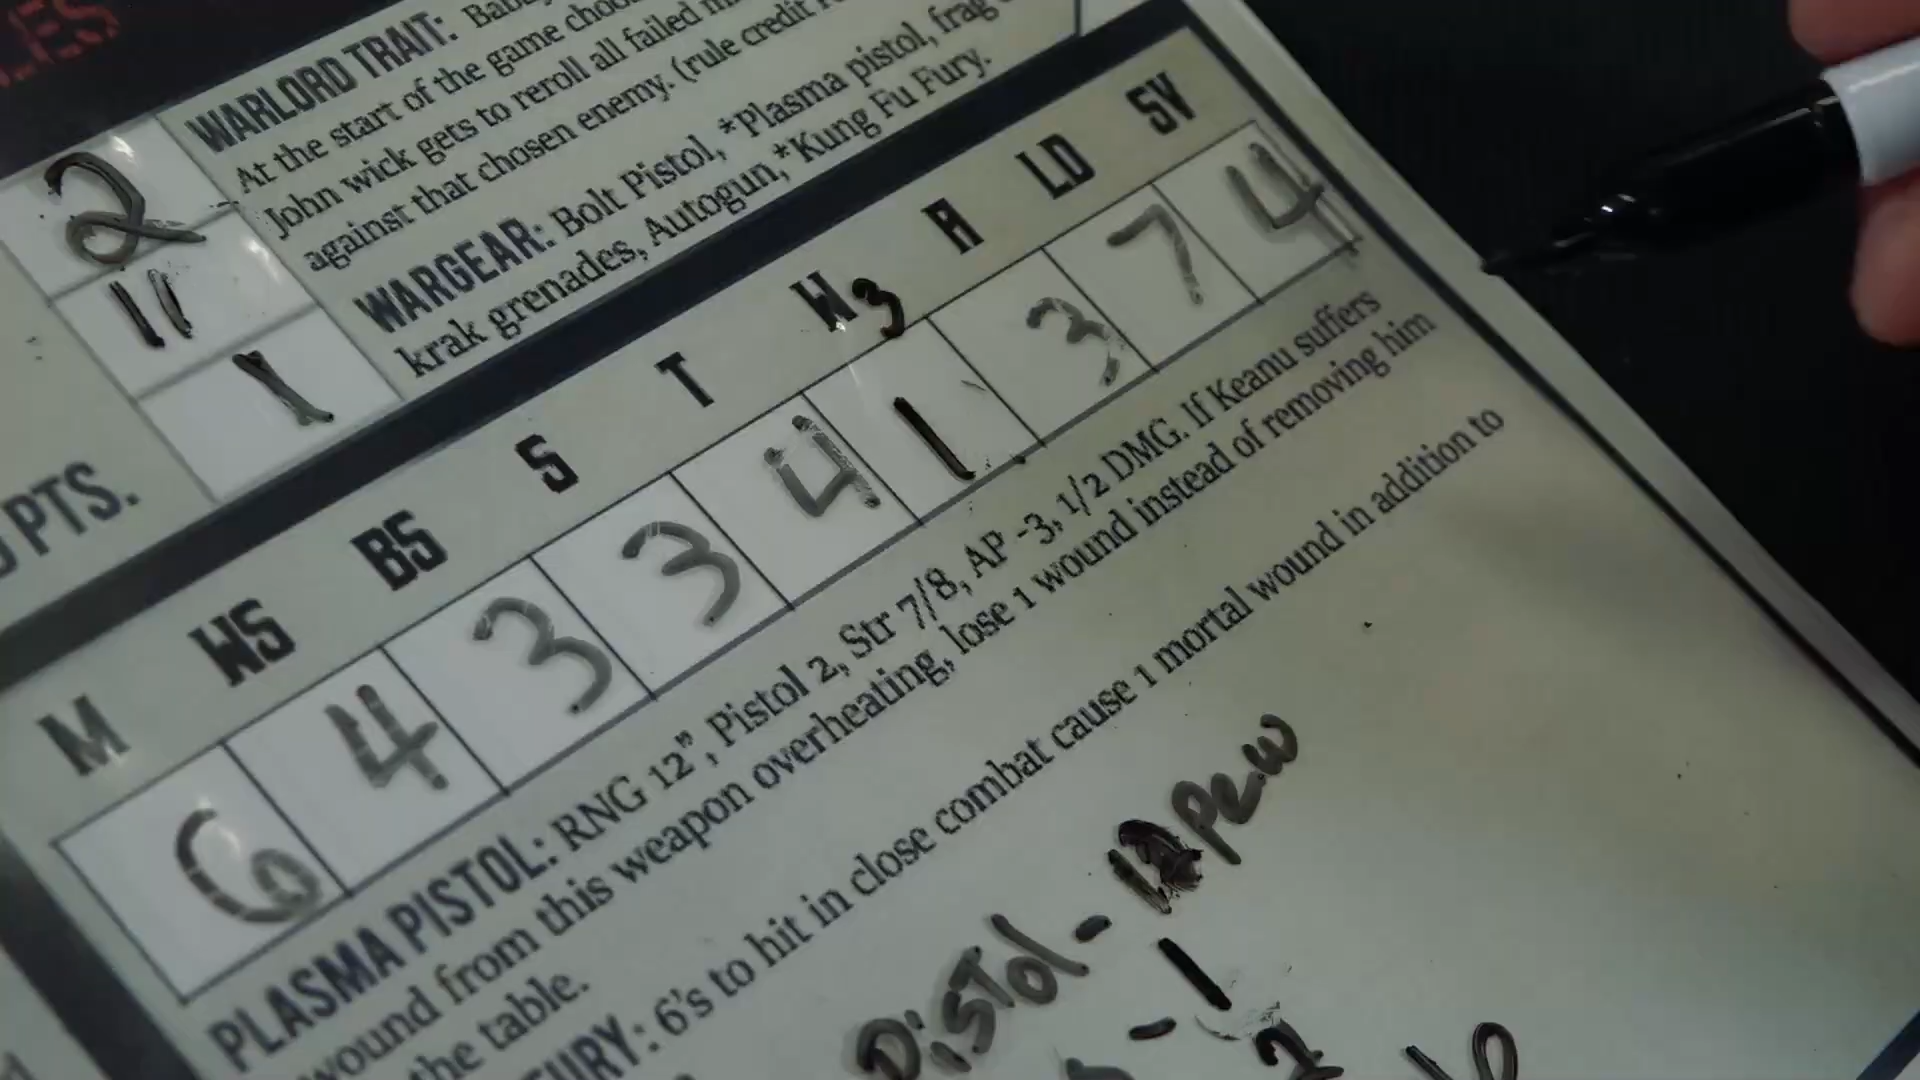 WARLORD TRAIT:
At the start of the game
John wick gets to reroll all failed
against that chosen enemy. (rule credit
WARGEAR: Bolt Pistol, *Plasma pistol, frag
krak grenades, Autogun, *Kung Fu Fury.
2
11
1
PTS.
M WS BS S T W 3 A LD SV
6 4 3 3 4 1 3 7 4
PLASMA PISTOL: RNG 12”, Pistol 2, Str 7/8, AP -3, 1/2 DMG. If Keanu suffers
wound from this weapon overheating, lose 1 wound instead of removing him
the table.
FURY: 6's to hit in close combat cause 1 mortal wound in addition to
Pistol - Pew
- 1
2